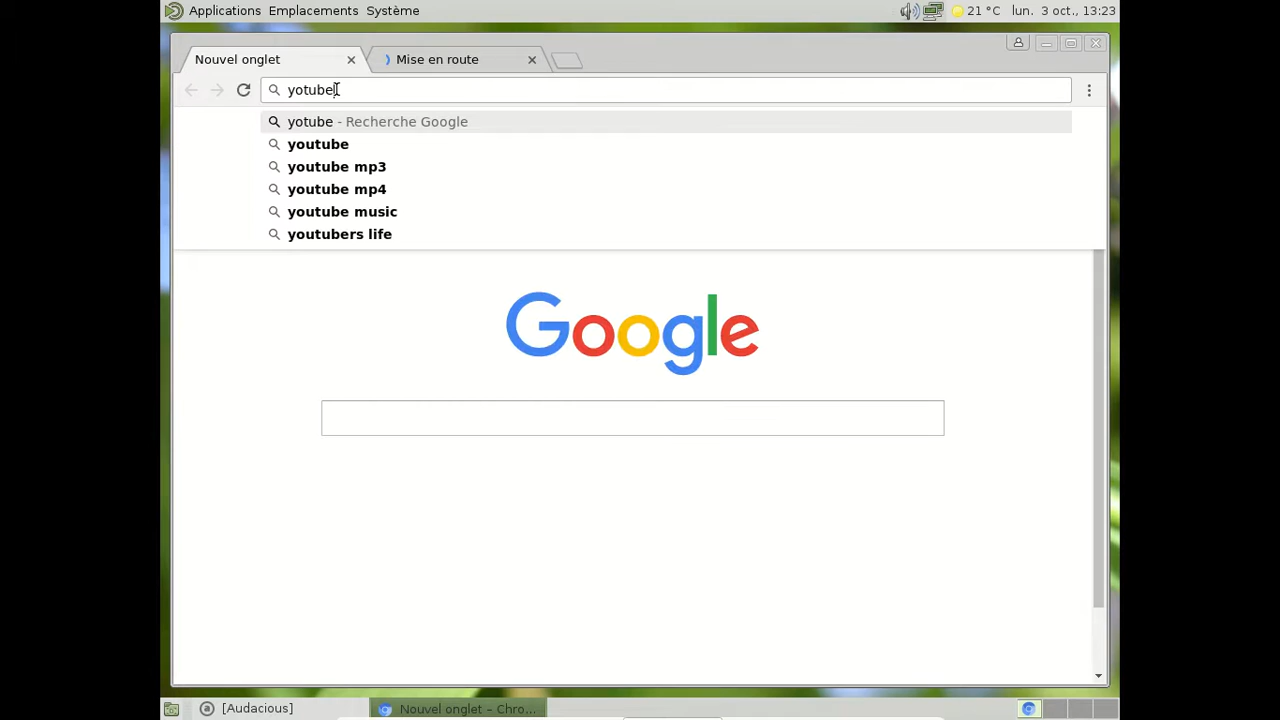 Applications Emplacements Système 21 °C lun. 3 oct., 13:23
Nouvel onglet Mise en route
yotube
yotube - Recherche Google
youtube
youtube mp3
youtube mp4
youtube music
youtubers life
Google
[Audacious] Nouvel onglet – Chro...